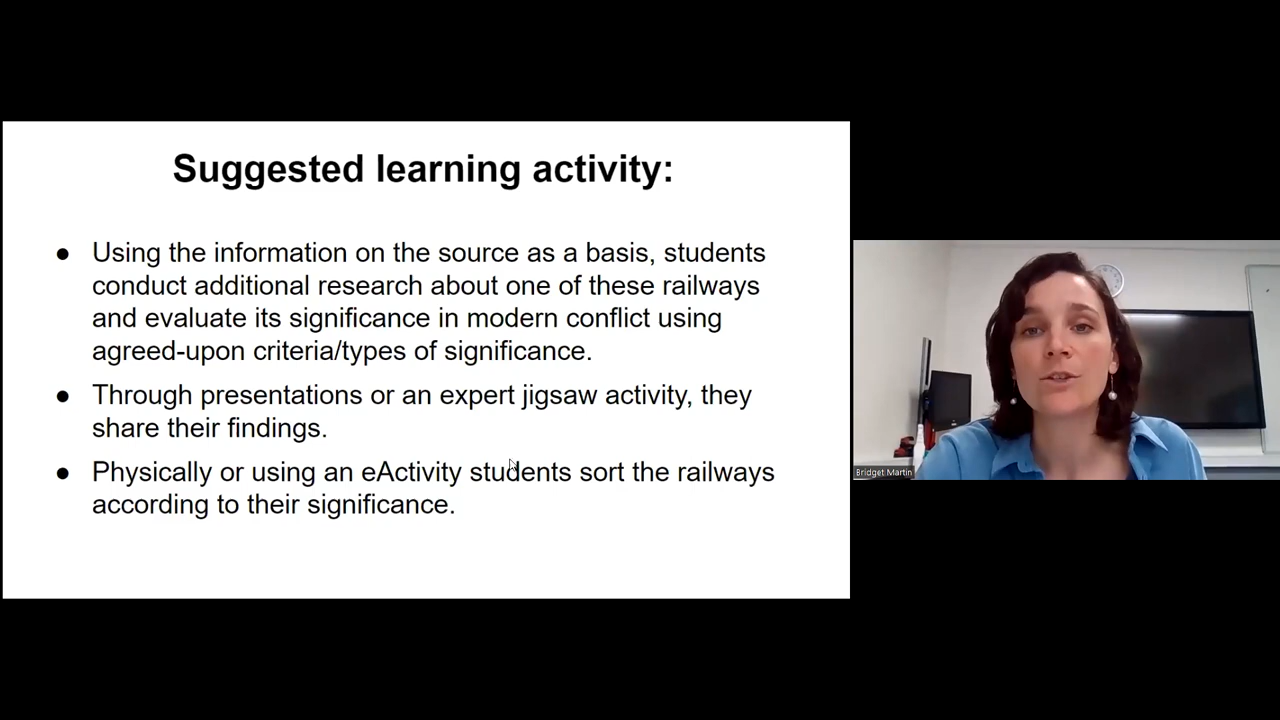 Suggested learning activity:
● Using the information on the source as a basis, students
conduct additional research about one of these railways
and evaluate its significance in modern conflict using
agreed-upon criteria/types of significance.
● Through presentations or an expert jigsaw activity, they
share their findings.
● Physically or using an eActivity students sort the railways
according to their significance.
Bridget Martin